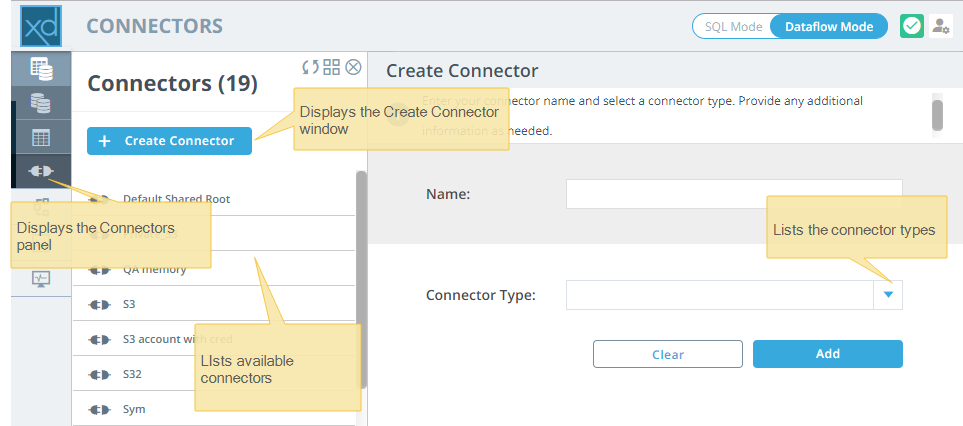 xd
CONNECTORS
SQL Mode
Dataflow Mode
Connectors (19)
Create Connector
Enter your connector name and select a connector type. Provide any additional
information as needed.
Displays the Create Connector
window
+ Create Connector
Name:
Default Shared Root
Displays the Connectors
panel
Lists the connector types
QA memory
Connector Type:
S3
S3 account with cred
LIsts available
connectors
Clear
Add
S32
Sym